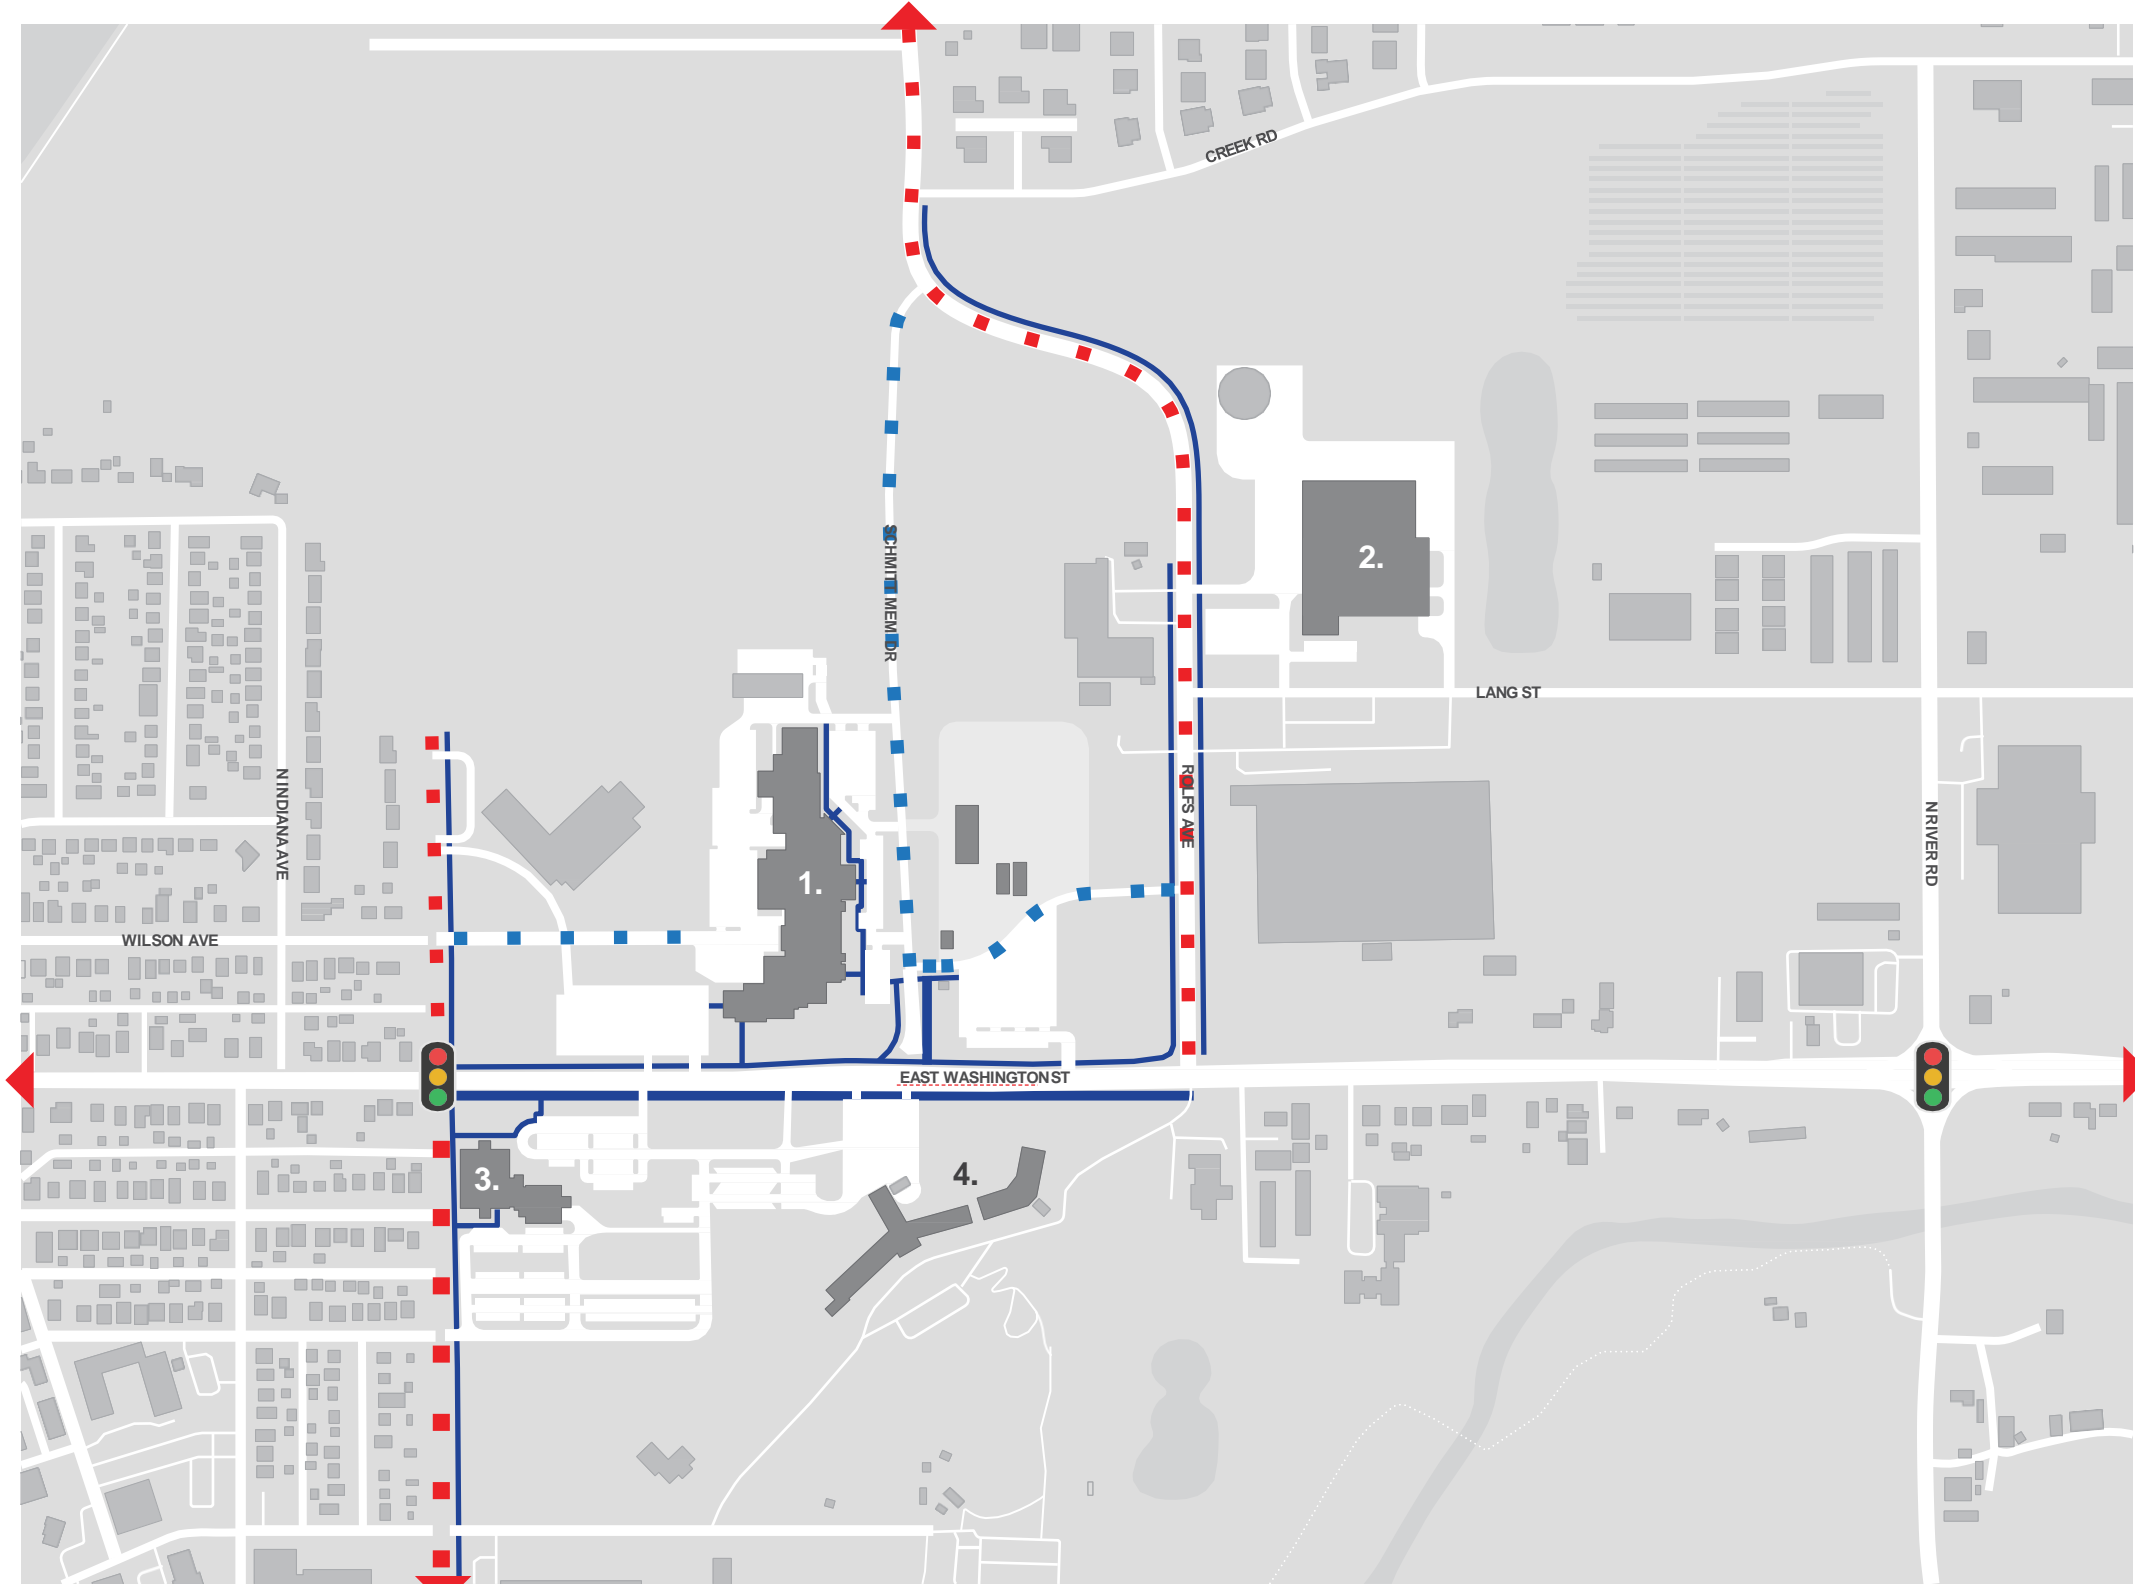 CREEK RD
SCHMITT MEM DR
2.
LANG ST
ROLFS AVE
N INDIANA AVE
N RIVER RD
1.
WILSON AVE
EAST WASHINGTON ST
3.
4.